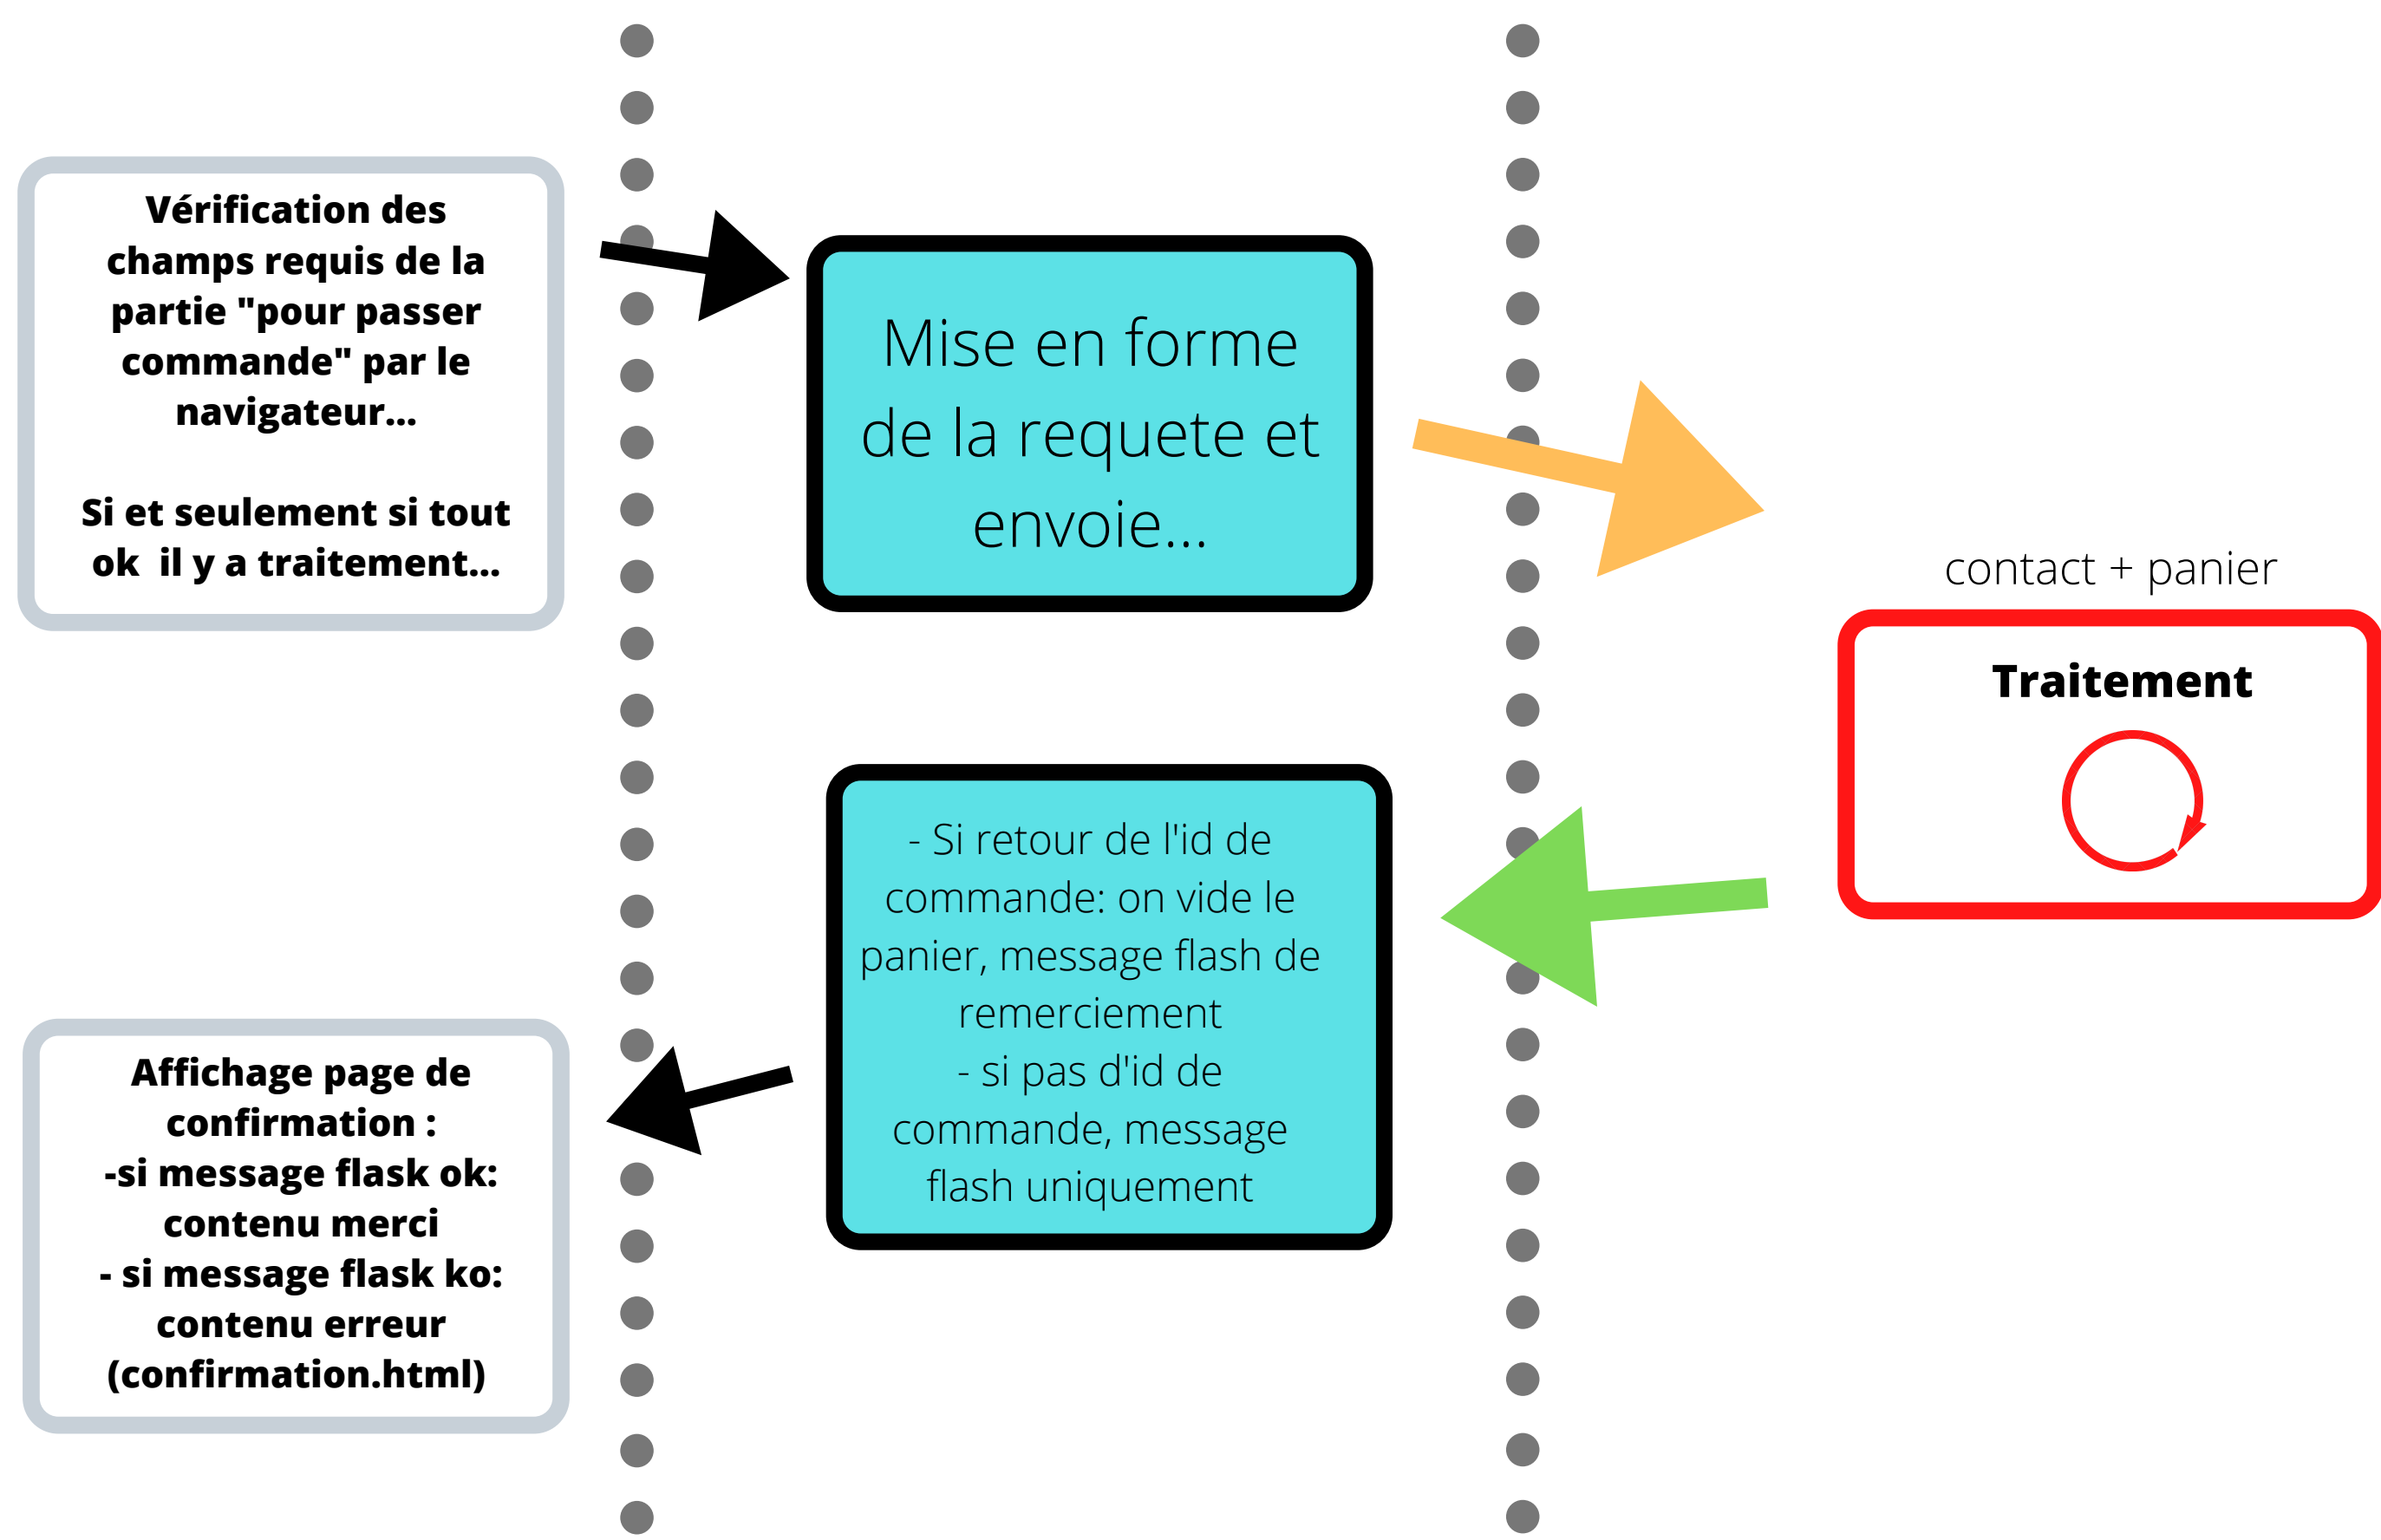 Vérification des
champs requis de la
partie "pour passer
commande" par le
navigateur...
Si et seulement si tout
ok  il y a traitement...
Mise en forme
de la requete et
envoie...
contact + panier
Traitement
- Si retour de l'id de
commande: on vide le
panier, message flash de
remerciement
- si pas d'id de
commande, message
flash uniquement
Affichage page de
confirmation :
-si message flask ok:
contenu merci
- si message flask ko:
contenu erreur
(confirmation.html)